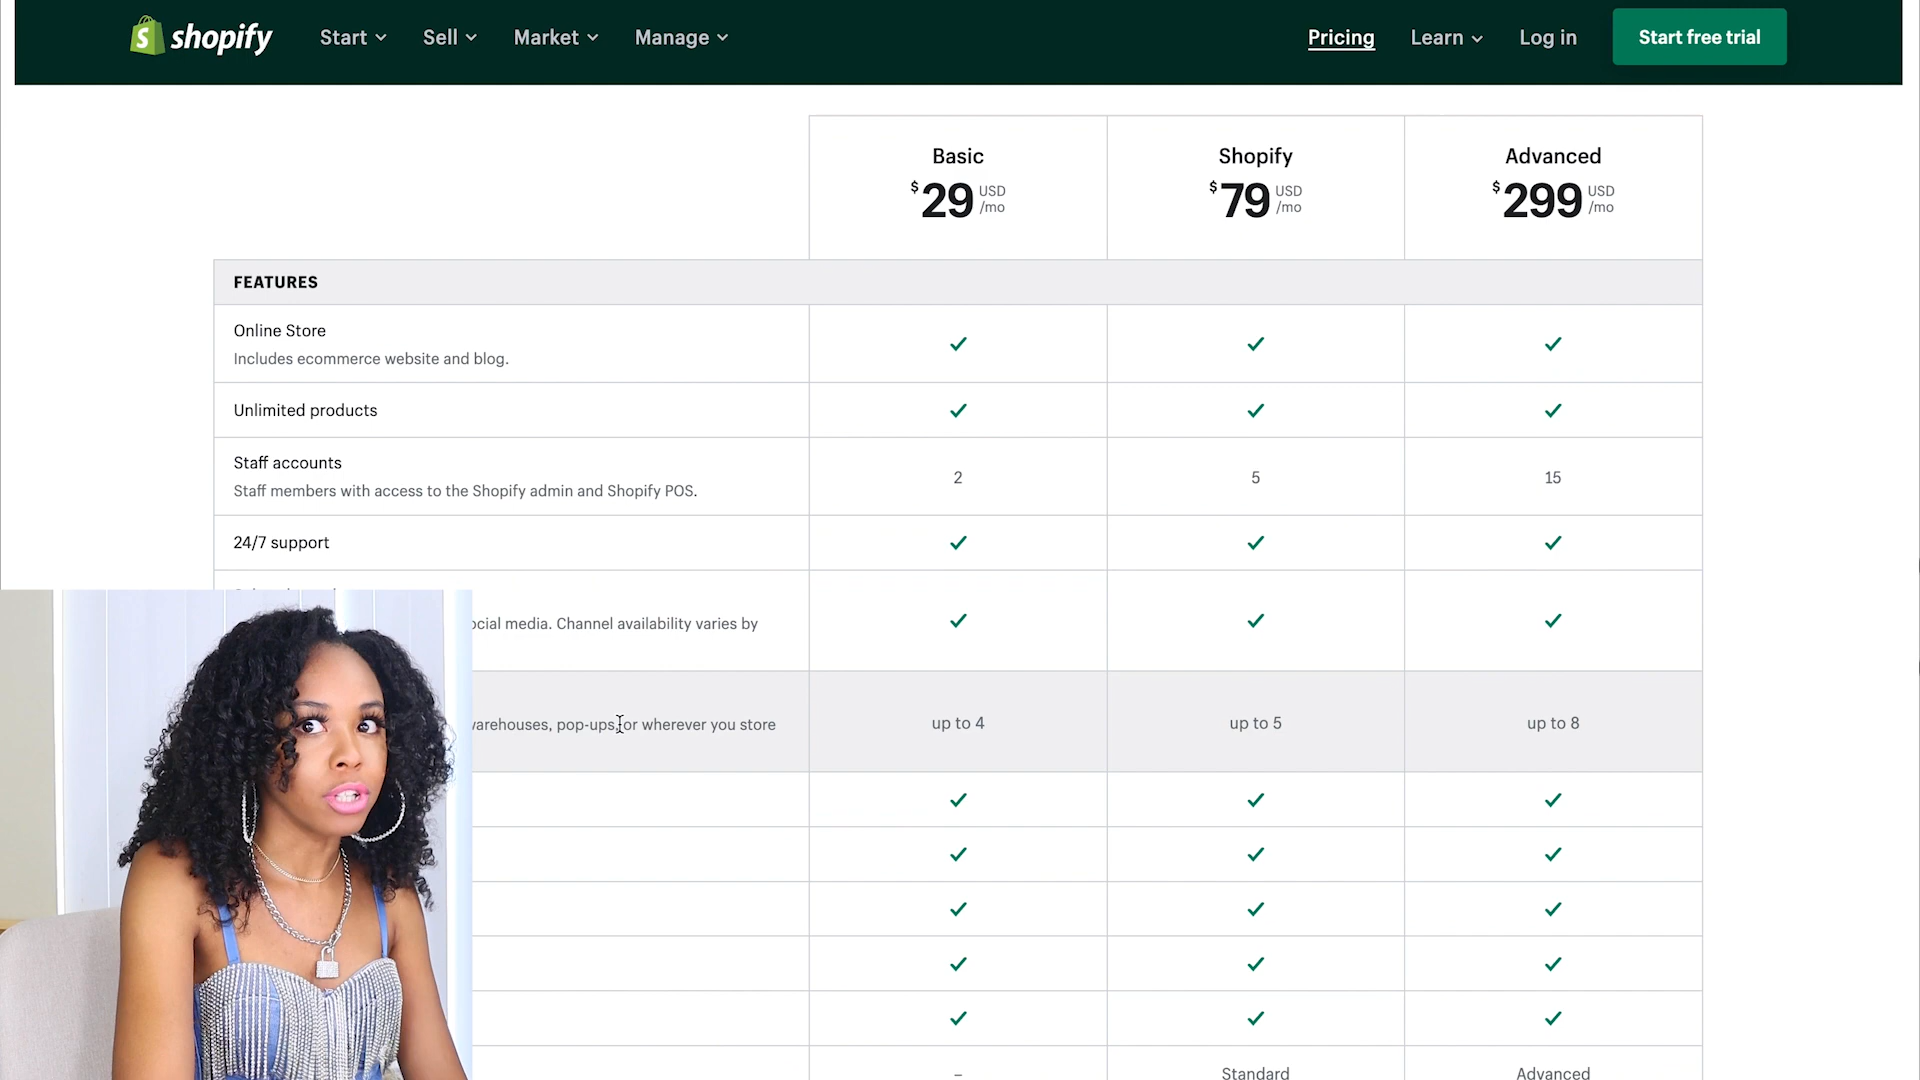 shopify
Start
Sell
Market
Manage
Pricing
Learn
Log in
Start free trial
Basic
$29 USD /mo
Shopify
$79 USD /mo
Advanced
$299 USD /mo
FEATURES
Online Store
Includes ecommerce website and blog.
Unlimited products
Staff accounts
Staff members with access to the Shopify admin and Shopify POS.
2
5
15
24/7 support
media. Channel availability varies by
pop-ups, or wherever you store
up to 4
up to 5
up to 8
–
Standard
Advanced